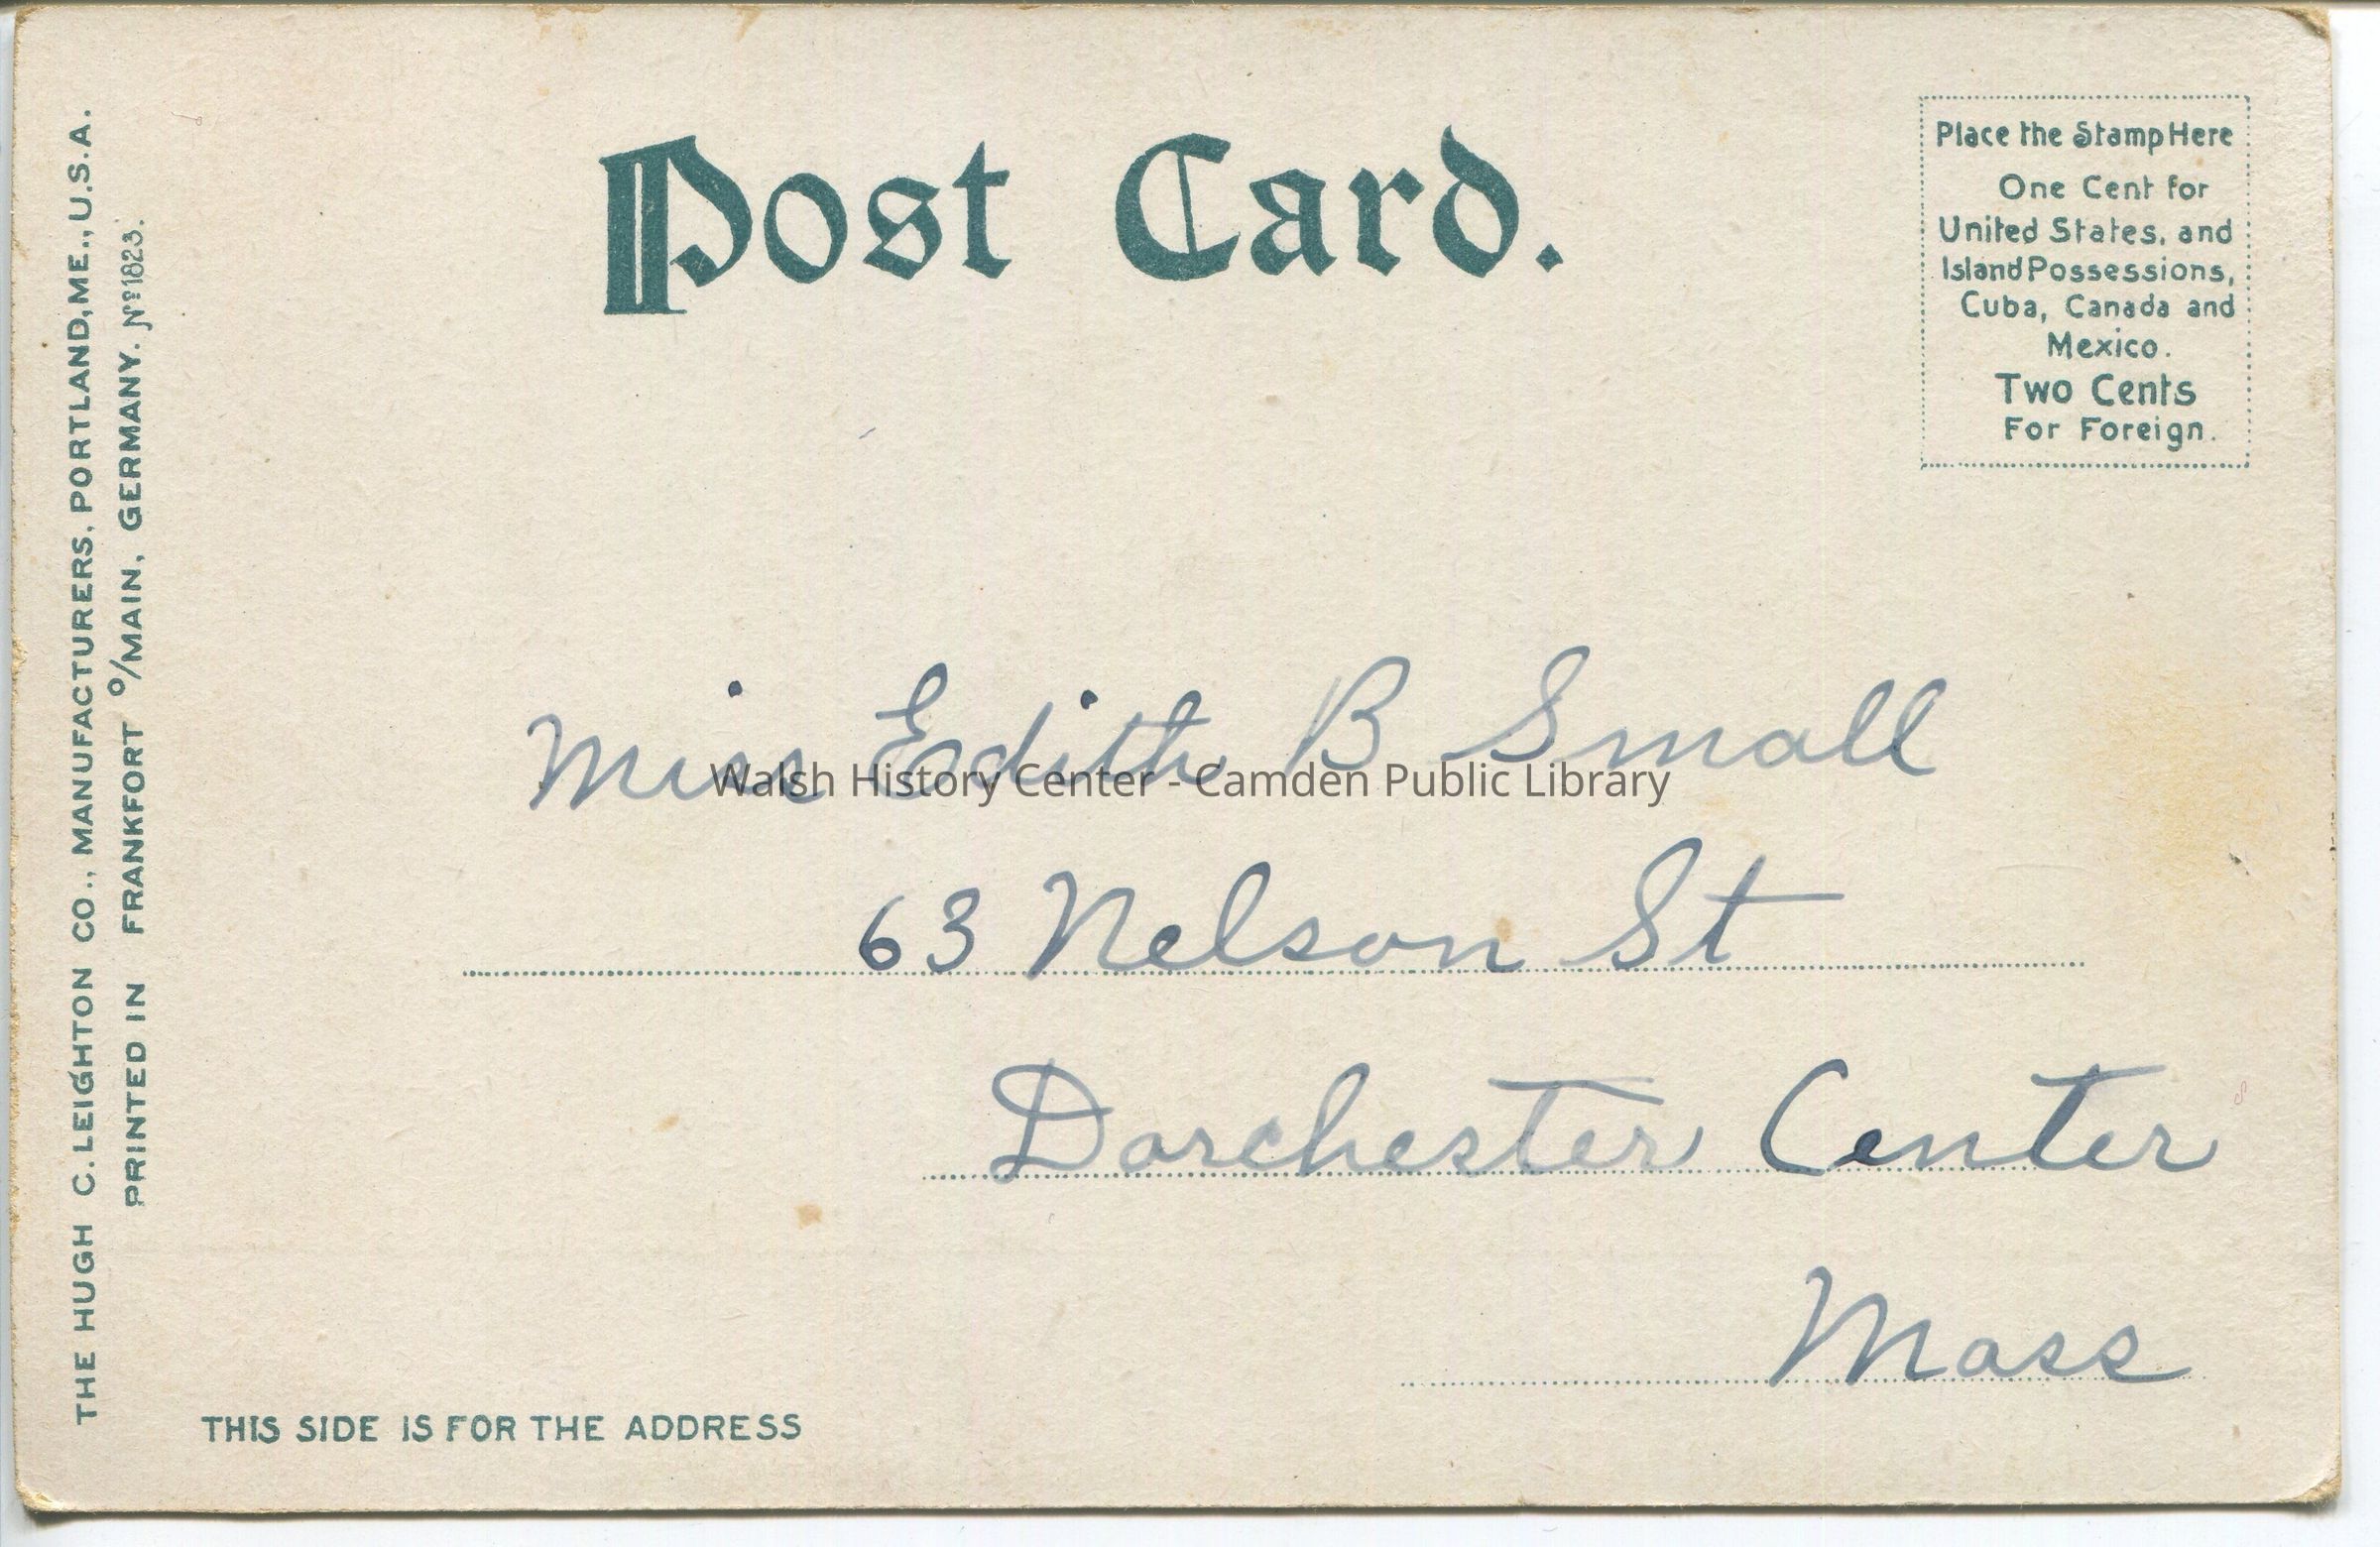 THE HUGH C. LEIGHTON CO., MANUFACTURERS, PORTLAND, ME., U.S.A.
PRINTED IN FRANKFORT o/MAIN, GERMANY. No 1823.
Post Card.
Place the Stamp Here
One Cent for
United States, and
Island Possessions,
Cuba, Canada and
Mexico.
Two Cents
For Foreign.
Miss Edith B Small
Walsh History Center - Camden Public Library
63 Nelson St
Dorchester Center
Mass
THIS SIDE IS FOR THE ADDRESS